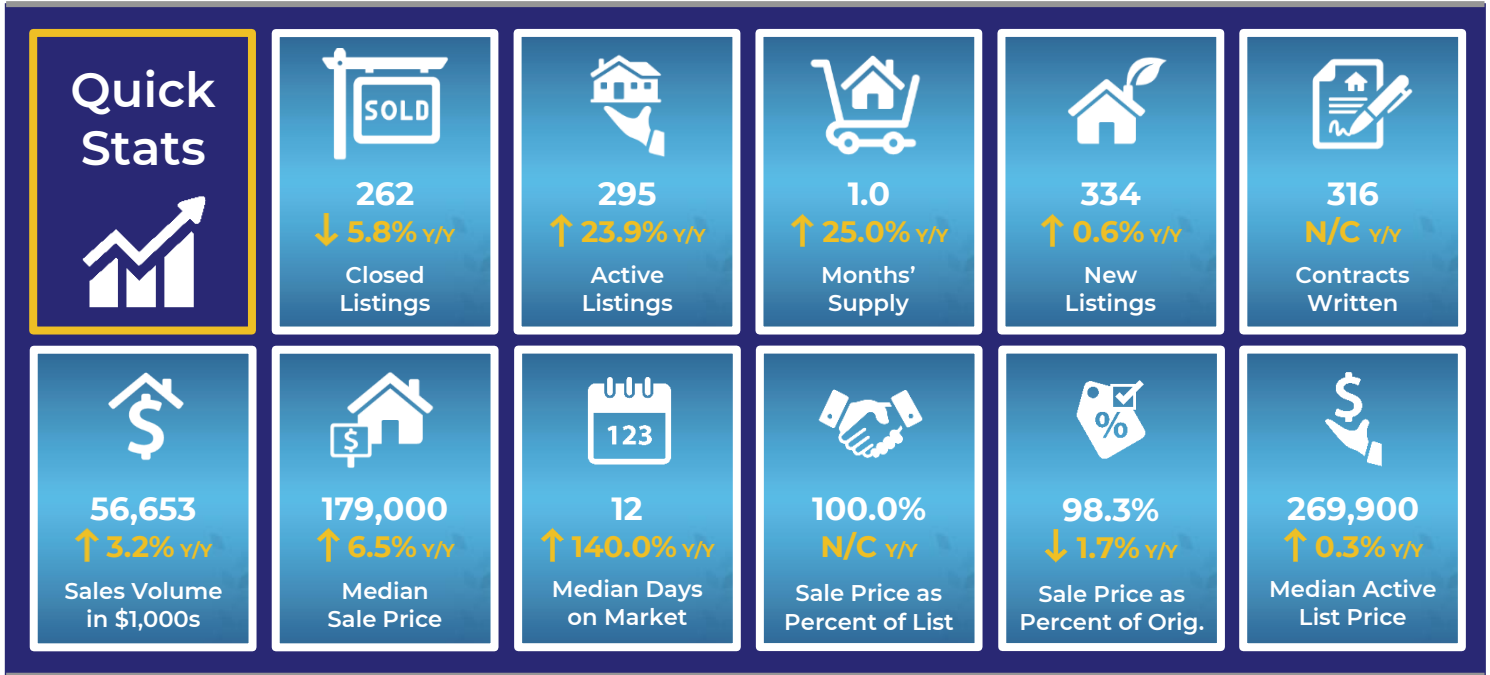 Quick
Stats
SOLD
262
↓ 5.8% Y/Y
Closed
Listings
295
↑ 23.9% Y/Y
Active
Listings
1.0
↑ 25.0% Y/Y
Months’
Supply
334
↑ 0.6% Y/Y
New
Listings
316
N/C Y/Y
Contracts
Written
$
56,653
↑ 3.2% Y/Y
Sales Volume
in $1,000s
$
179,000
↑ 6.5% Y/Y
Median
Sale Price
123
12
↑ 140.0% Y/Y
Median Days
on Market
100.0%
N/C Y/Y
Sale Price as
Percent of List
%
98.3%
↓ 1.7% Y/Y
Sale Price as
Percent of Orig.
$
269,900
↑ 0.3% Y/Y
Median Active
List Price